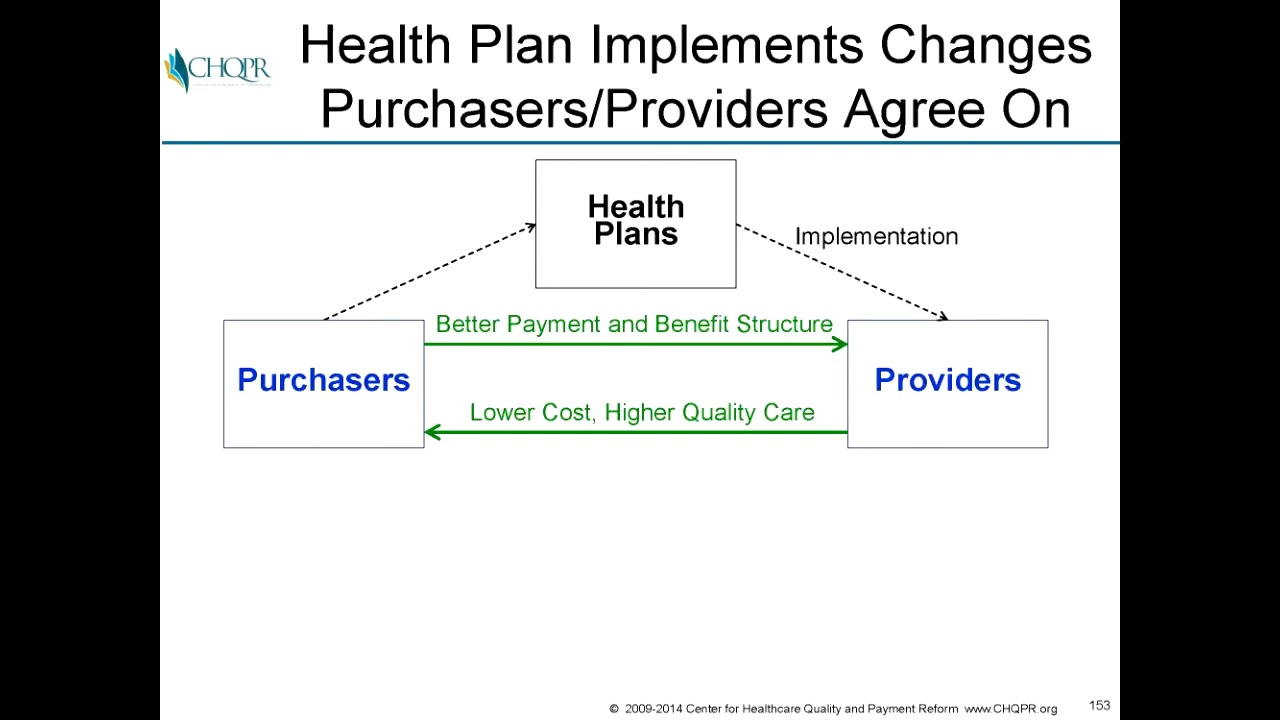 Health Plan Implements Changes
Purchasers/Providers Agree On
CHQPR
Health
Plans
Implementation
Better Payment and Benefit Structure
Purchasers
Providers
Lower Cost, Higher Quality Care
© 2009-2014 Center for Healthcare Quality and Payment Reform www.CHQPR.org
153